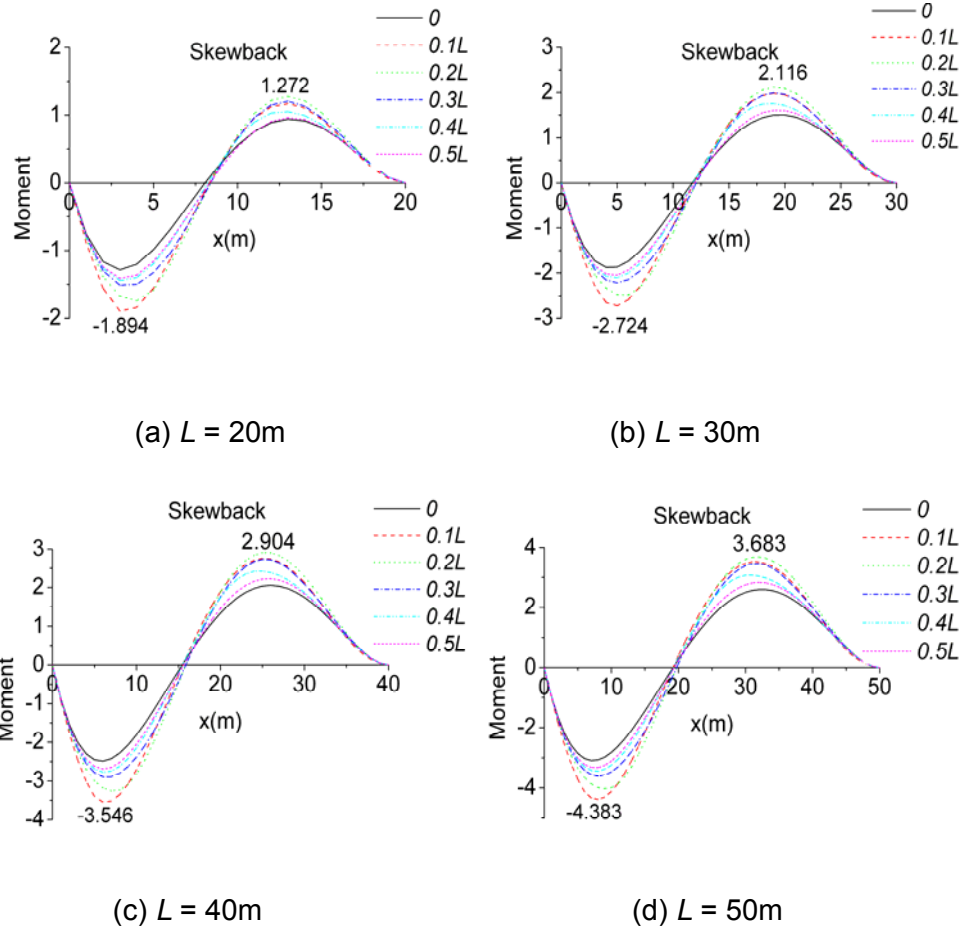 Skewback
1.272
Moment
2
1
0
-1
-2
0
5
10
15
20
x(m)
-1.894
0
0.1L
0.2L
0.3L
0.4L
0.5L
(a) L = 20m
Skewback
2.116
Moment
3
2
1
0
-1
-2
-3
0
5
10
15
20
25
30
x(m)
-2.724
0
0.1L
0.2L
0.3L
0.4L
0.5L
(b) L = 30m
Skewback
2.904
Moment
3
2
1
0
-1
-2
-3
-4
0
10
20
30
40
x(m)
-3.546
0
0.1L
0.2L
0.3L
0.4L
0.5L
(c) L = 40m
Skewback
3.683
Moment
4
2
0
-2
-4
0
10
20
30
40
50
x(m)
-4.383
0
0.1L
0.2L
0.3L
0.4L
0.5L
(d) L = 50m